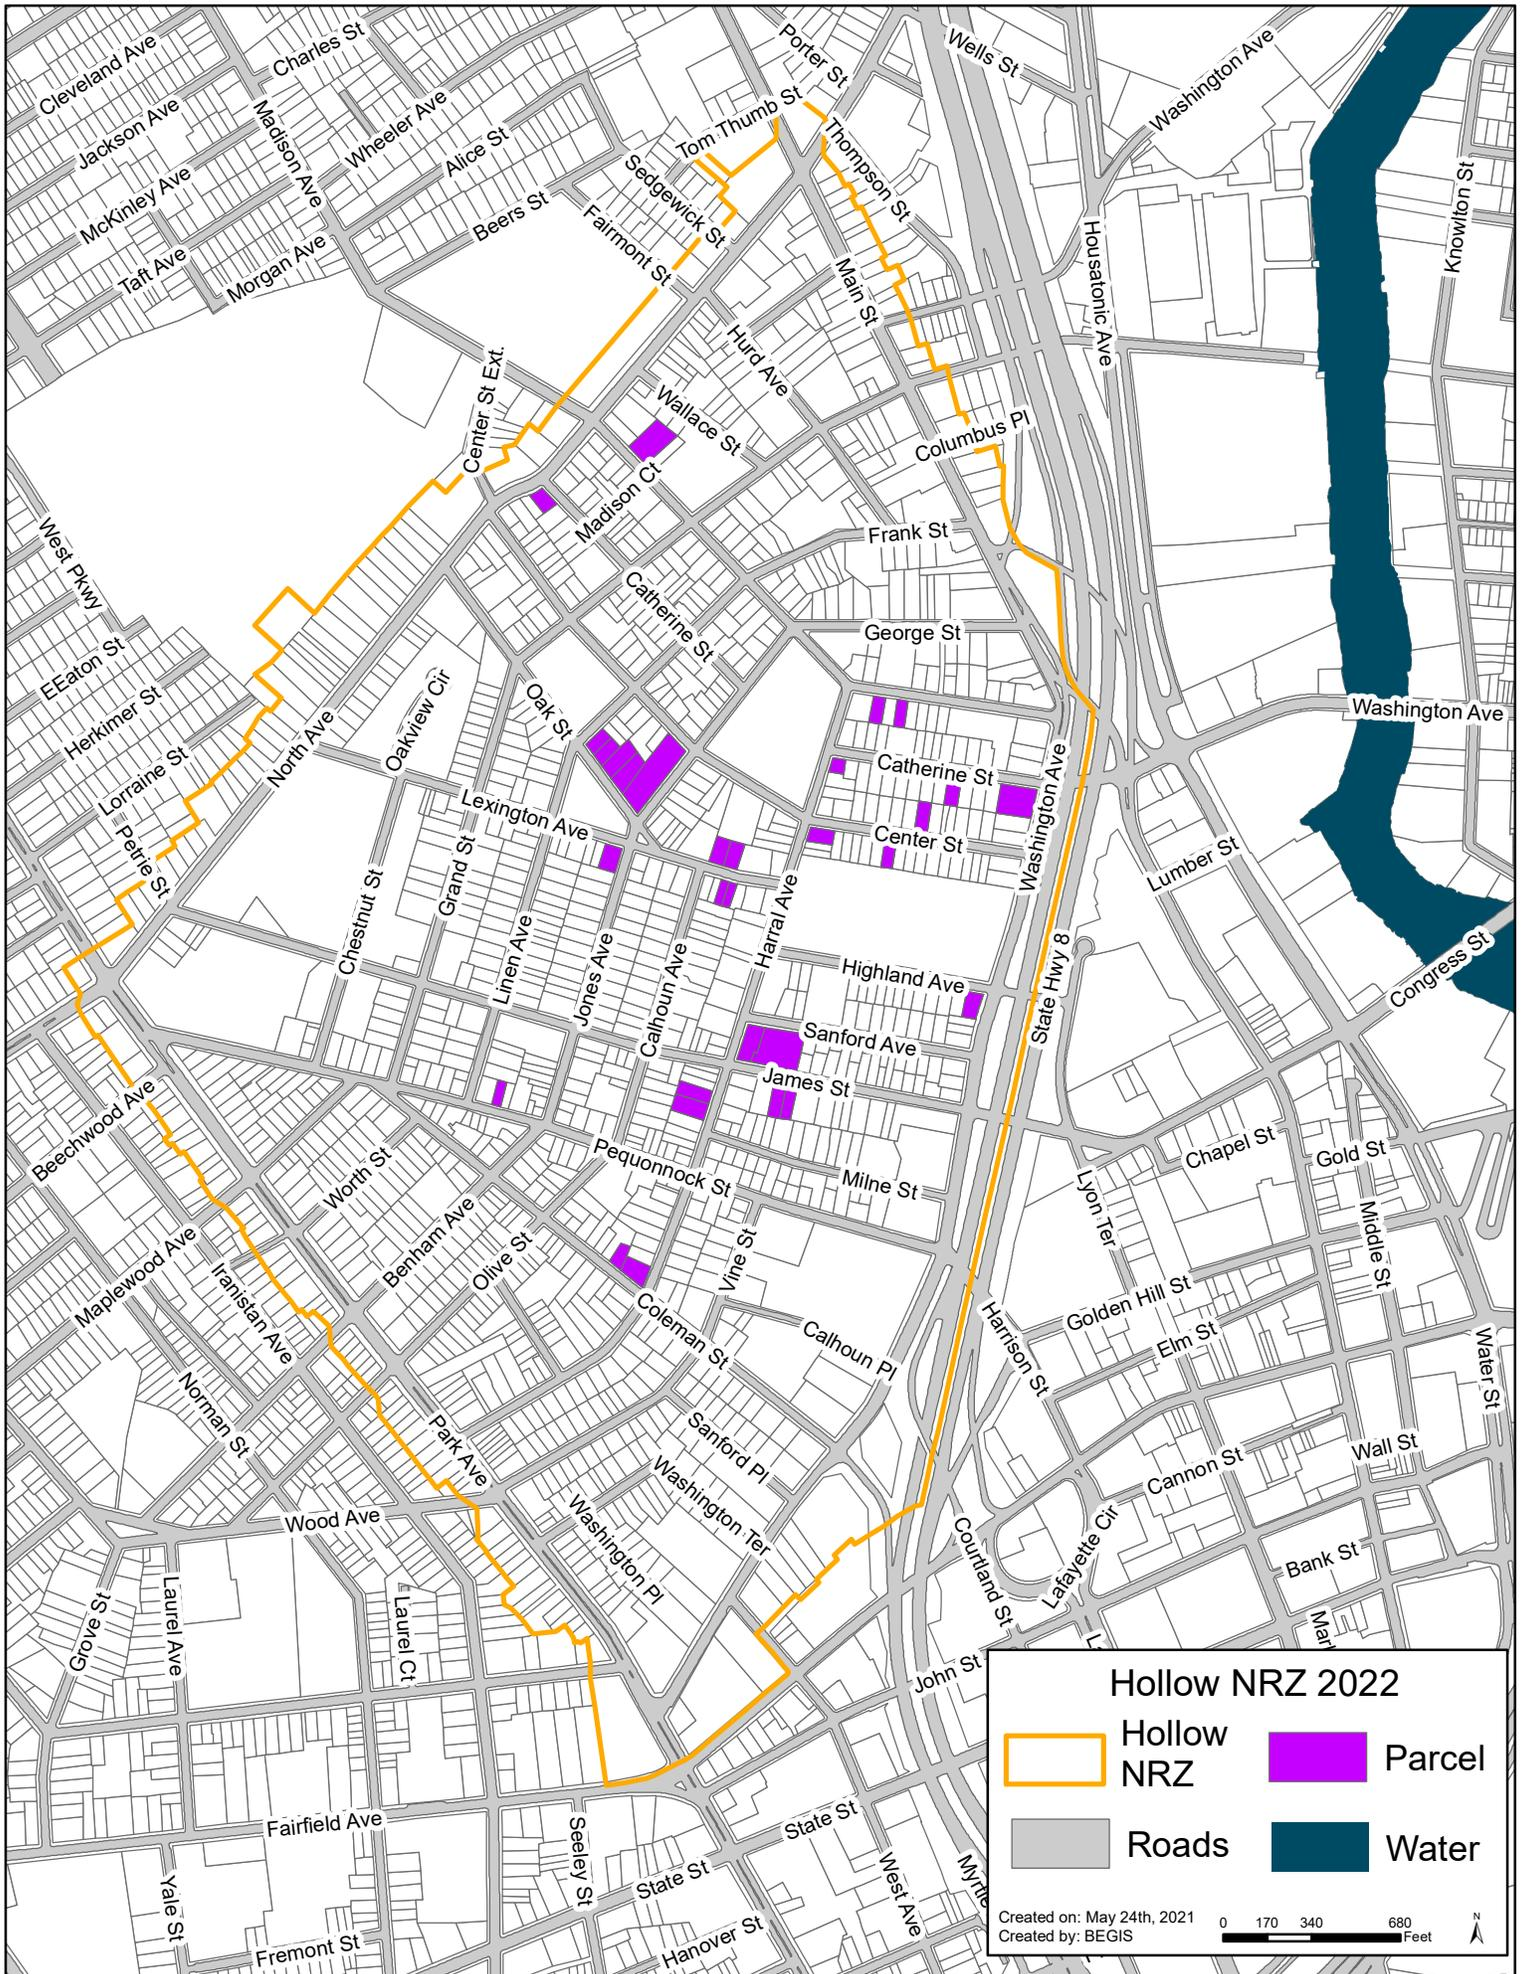 Porter St
Wells St
Washington Ave
Cleveland Ave
Charles St
Jackson Ave
Madison Ave
Wheeler Ave
Alice St
Tom Thumb St
Thompson St
McKinley Ave
Sedgewick St
Beers St
Fairmont St
Taft Ave
Morgan Ave
Housatonic Ave
Knowlton St
Main St
Hurd Ave
Center St Ext.
Wallace St
Columbus Pl
Madison Ct
Frank St
West Pkwy
Catherine St
George St
EEaton St
Herkimer St
Oakview Cir
Oak St
Washington Ave
North Ave
Lorraine St
Catherine St
Washington Ave
Lexington Ave
Petrie St
Grand St
Center St
Lumber St
Chestnut St
Linen Ave
Jones Ave
Calhoun Ave
Harral Ave
Highland Ave
State Hwy 8
Congress St
Sanford Ave
James St
Beechwood Ave
Worth St
Pequonnock St
Milne St
Chapel St
Gold St
Lyon Ter
Middle St
Maplewood Ave
Iranistan Ave
Benham Ave
Olive St
Vine St
Golden Hill St
Elm St
Harrison St
Coleman St
Calhoun Pl
Water St
Norman St
Park Ave
Sanford Pl
Washington Ter
Cannon St
Wall St
Wood Ave
Washington Pl
Courtland St
Lafayette Cir
Bank St
Grove St
Laurel Ave
Laurel Ct
John St
Fairfield Ave
Seeley St
State St
State St
West Ave
Yale St
Fremont St
Hanover St
Hollow NRZ 2022
Hollow
NRZ
Parcel
Roads
Water
Created on: May 24th, 2021
Created by: BEGIS
0 170 340 680
Feet
N